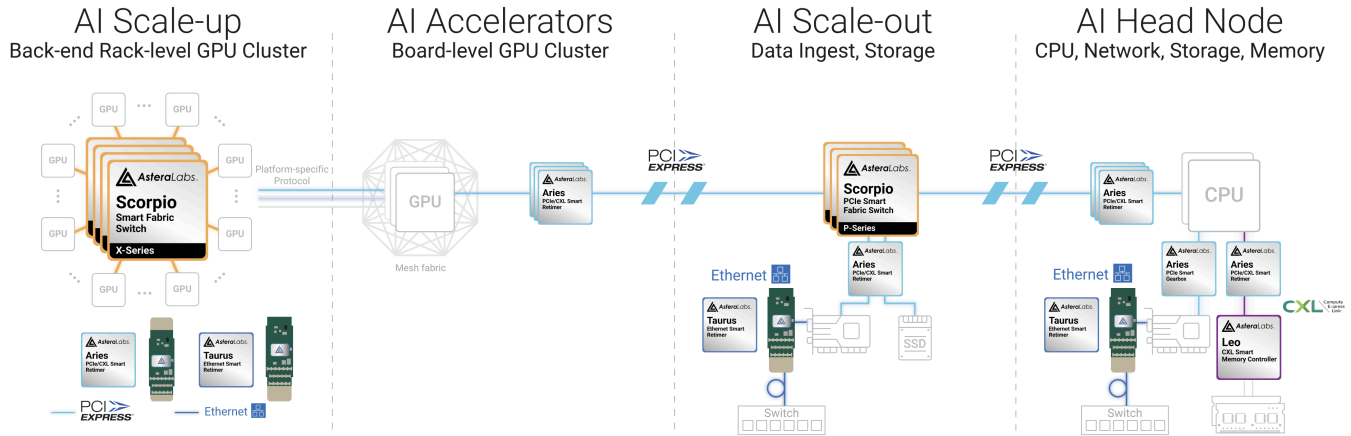 AI Scale-up
Back-end Rack-level GPU Cluster
GPU
GPU
GPU
GPU
GPU
GPU
GPU
GPU
AsteraLabs.
Scorpio
Smart Fabric
Switch
X-Series
Platform-specific
Protocol
AsteraLabs.
Aries
PCIe/CXL Smart
Retimer
AsteraLabs.
Taurus
Ethernet Smart
Retimer
PCI
EXPRESS®
Ethernet
AI Accelerators
Board-level GPU Cluster
GPU
Mesh fabric
AsteraLabs.
Aries
PCIe/CXL Smart
Retimer
PCI
EXPRESS®
AI Scale-out
Data Ingest, Storage
AsteraLabs.
Scorpio
PCIe Smart
Fabric Switch
P-Series
AsteraLabs.
Aries
PCIe/CXL Smart
Retimer
Ethernet
AsteraLabs.
Taurus
Ethernet Smart
Retimer
SSD
Switch
PCI
EXPRESS®
AI Head Node
CPU, Network, Storage, Memory
AsteraLabs.
Aries
PCIe/CXL Smart
Retimer
CPU
AsteraLabs.
Aries
PCIe Smart
Gearbox
AsteraLabs.
Aries
PCIe/CXL Smart
Retimer
Ethernet
AsteraLabs.
Taurus
Ethernet Smart
Retimer
CXL
Compute
Express
Link
AsteraLabs.
Leo
CXL Smart
Memory Controller
Switch